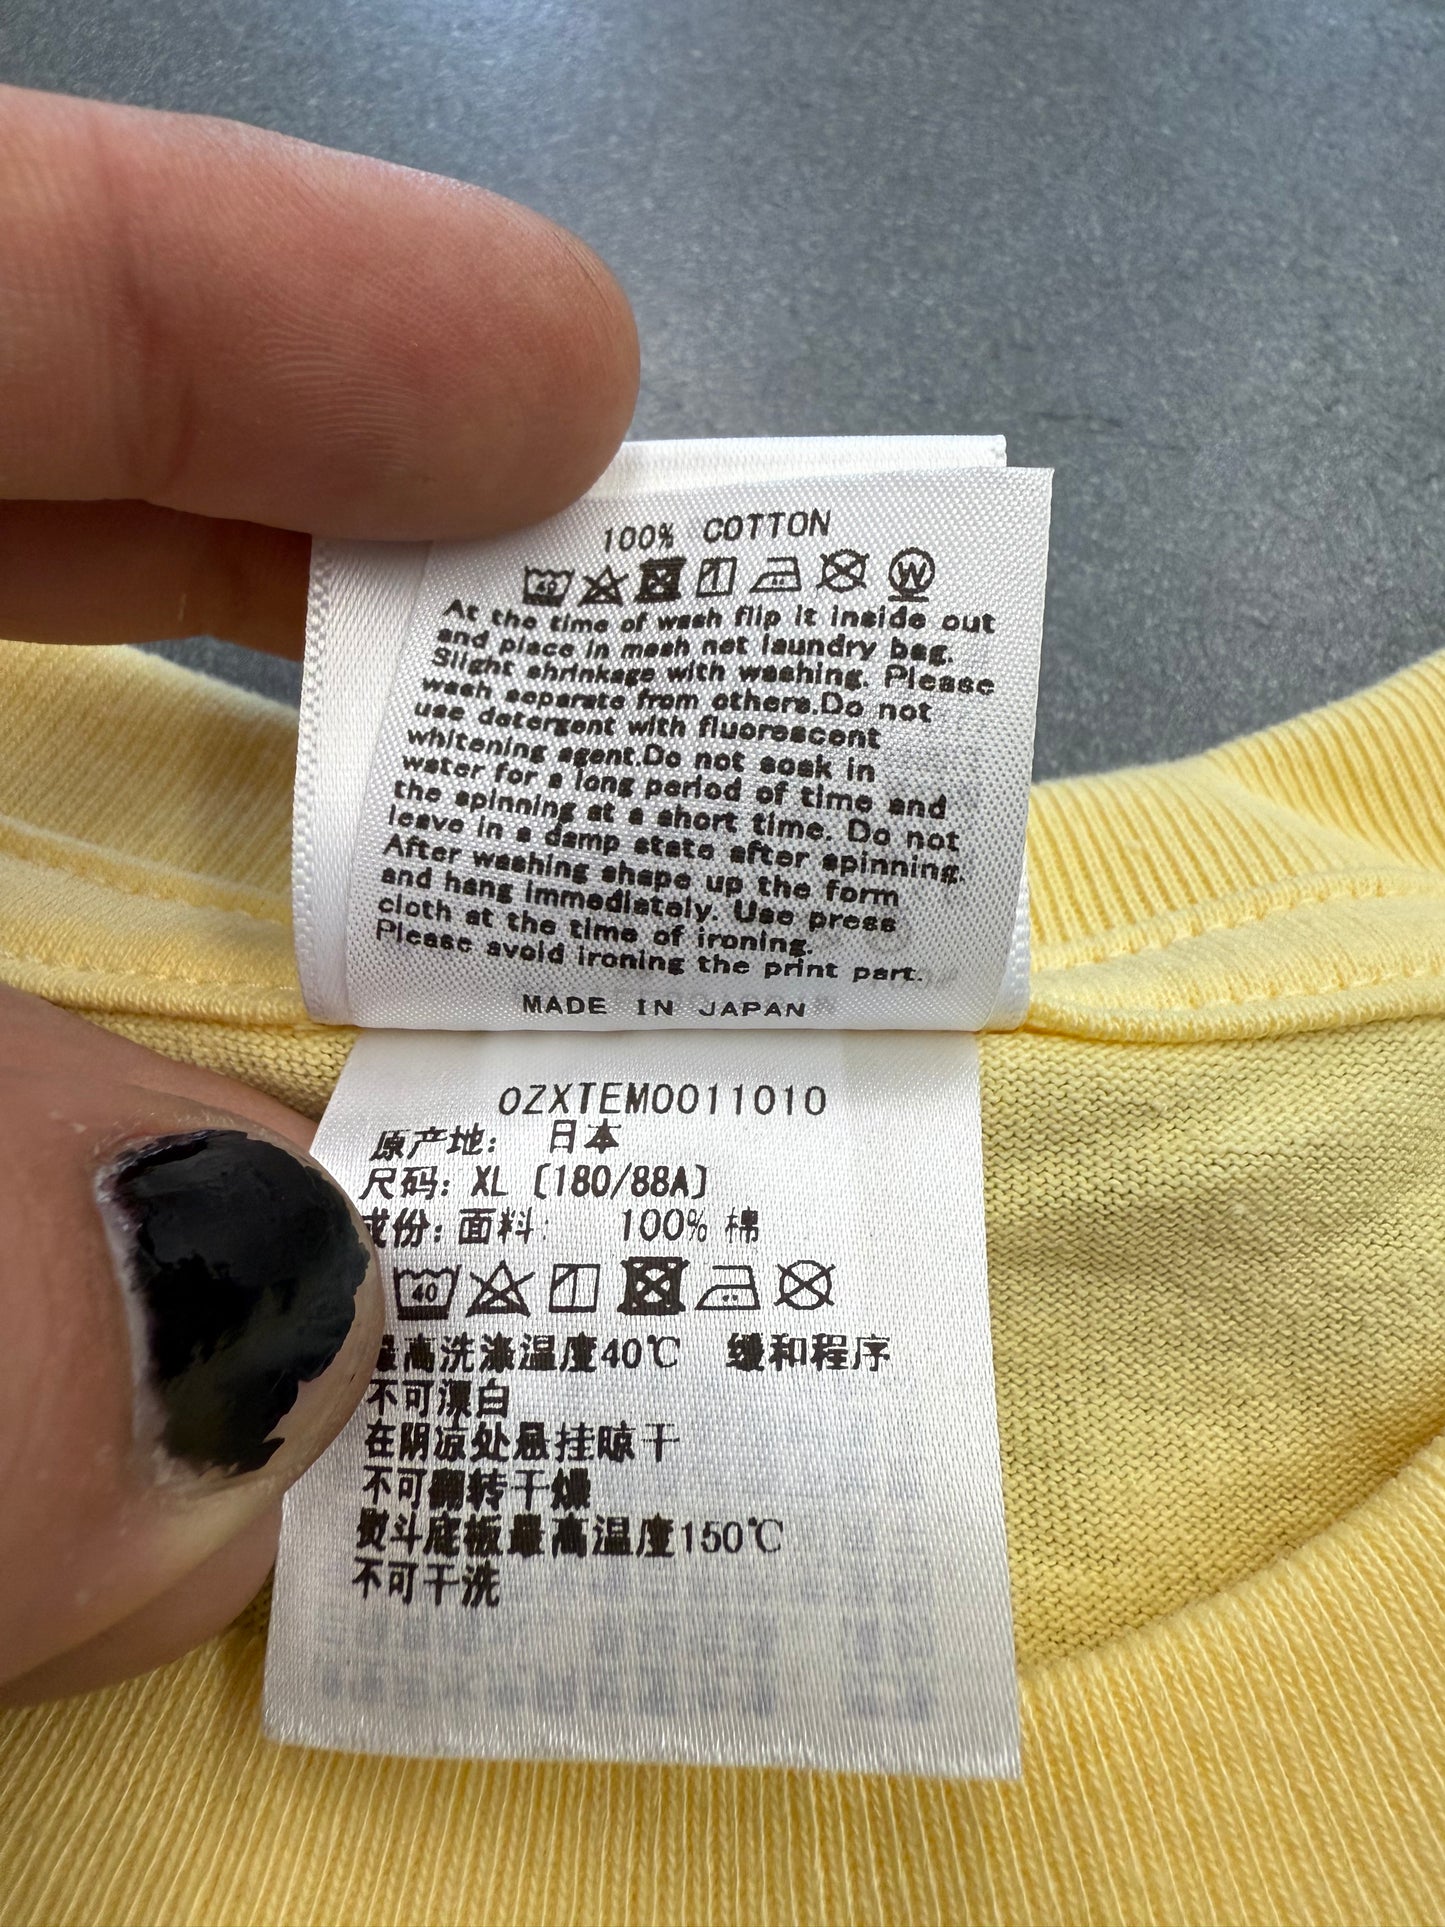 100% COTTON
40
W
At the time of wash flip it inside out
and place in mesh net laundry bag.
Slight shrinkage with washing. Please
wash separate from others.Do not
use detergent with fluorescent
whitening agent.Do not soak in
water for a long period of time and
the spinning at a short time. Do not
leave in a damp state after spinning.
After washing shape up the form
and hang immediately. Use press
cloth at the time of ironing.
Please avoid ironing the print part.
MADE IN JAPAN
OZXTEM0011010
原产地: 日本
尺码: XL [180/88A]
成份: 面料: 100% 棉
40
最高洗涤温度40℃ 缓和程序
不可漂白
在阴凉处悬挂晾干
不可翻转干燥
熨斗底板最高温度150℃
不可干洗